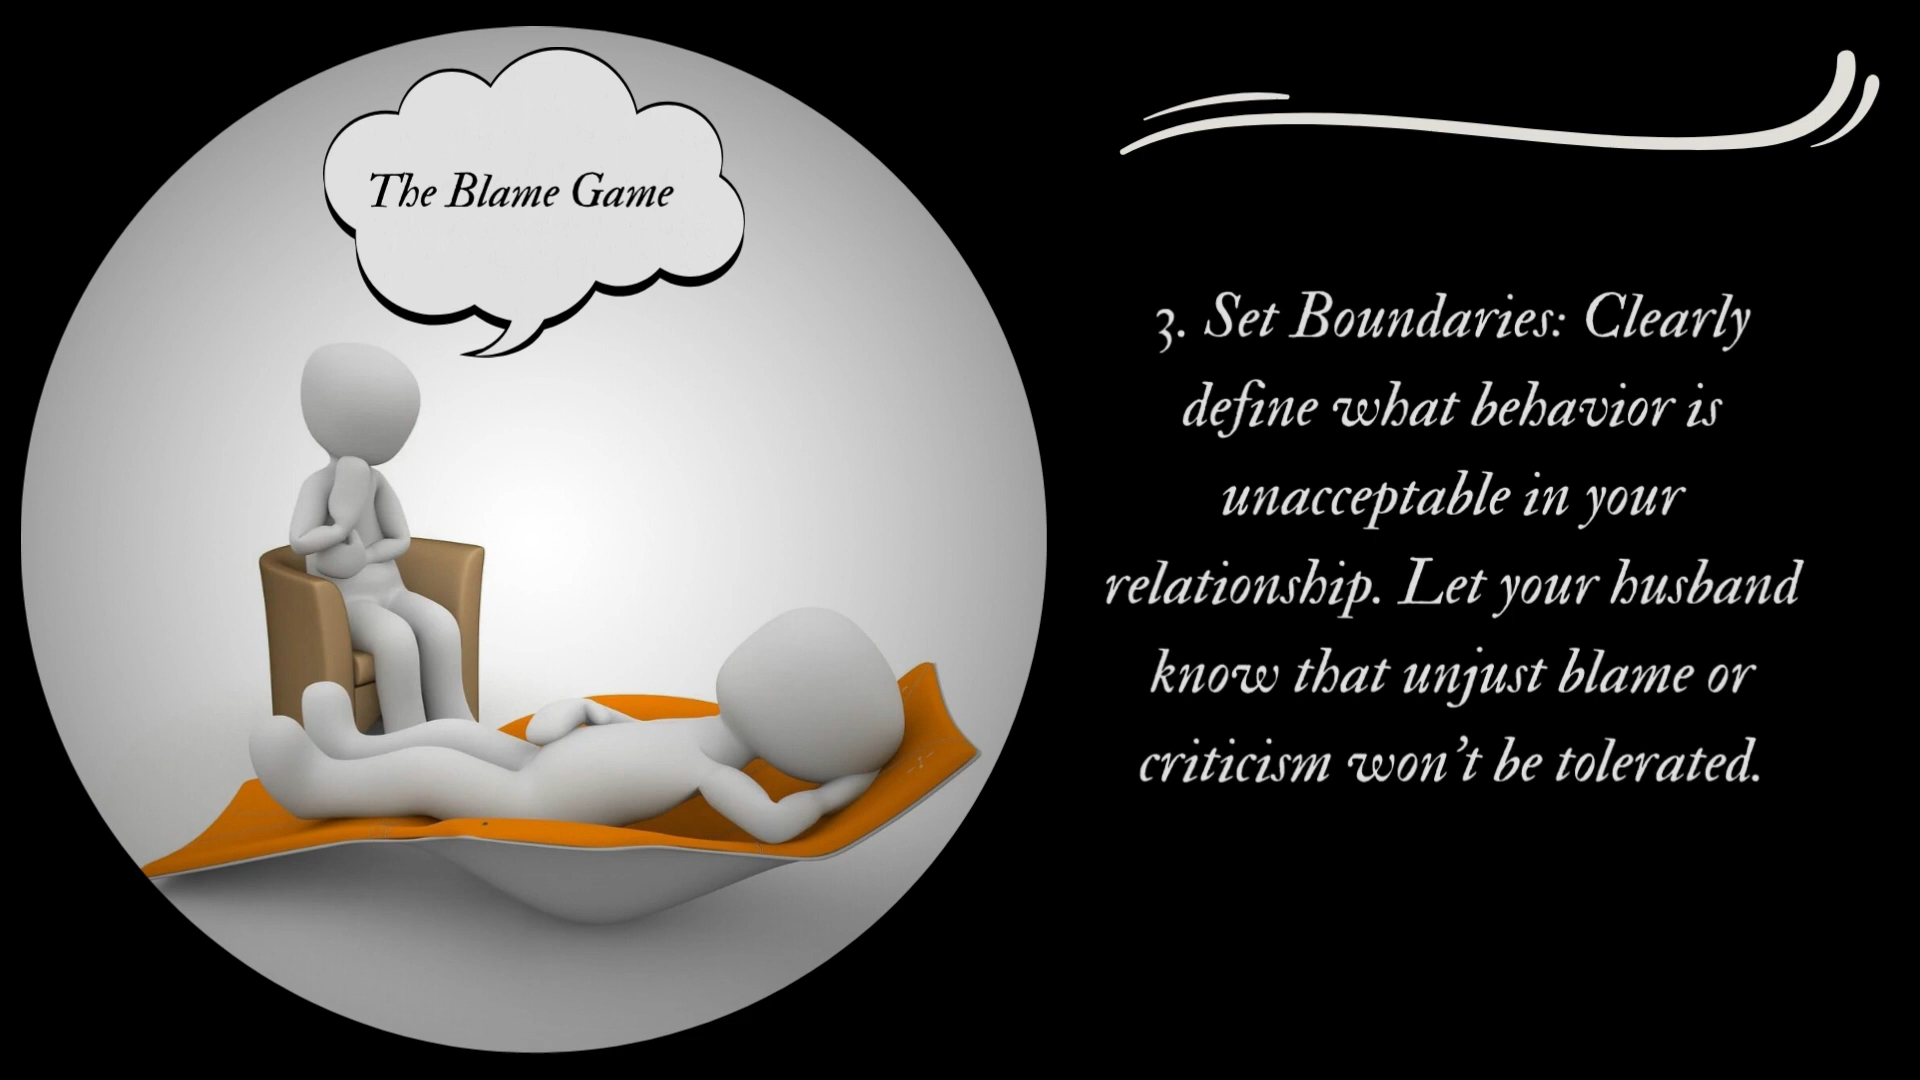 The Blame Game
3. Set Boundaries: Clearly
define what behavior is
unacceptable in your
relationship. Let your husband
know that unjust blame or
criticism won’t be tolerated.